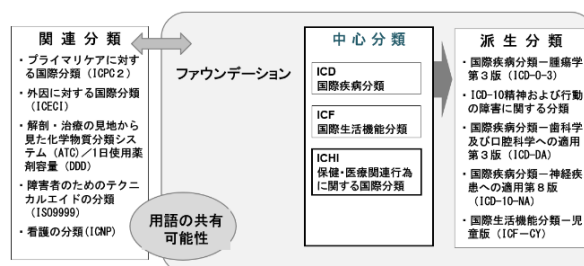 関連分類
・プライマリケアに対す
る国際分類（ICPC２）
・外因に対する国際分類
（ICECI）
・解剖・治療の見地から
見た化学物質分類シス
テム（ATC）／1日使用薬
剤容量（DDD）
・障害者のためのテクニ
カルエイドの分類
（ISO9999）
・看護の分類（ICNP）
ファウンデーション
用語の共有
可能性
中心分類
ICD
国際疾病分類
ICF
国際生活機能分類
ICHI
保健・医療関連行為
に関する国際分類
派生分類
・国際疾病分類－腫瘍学
第３版（ICD-O-3）
・ICD-10精神および行動
の障害に関する分類
・国際疾病分類－歯科学
及び口腔科学への適用
第３版（ICD-DA）
・国際疾病分類－神経疾
患への適用第８版
（ICD-10-NA）
・国際生活機能分類－児
童版（ICF－CY）